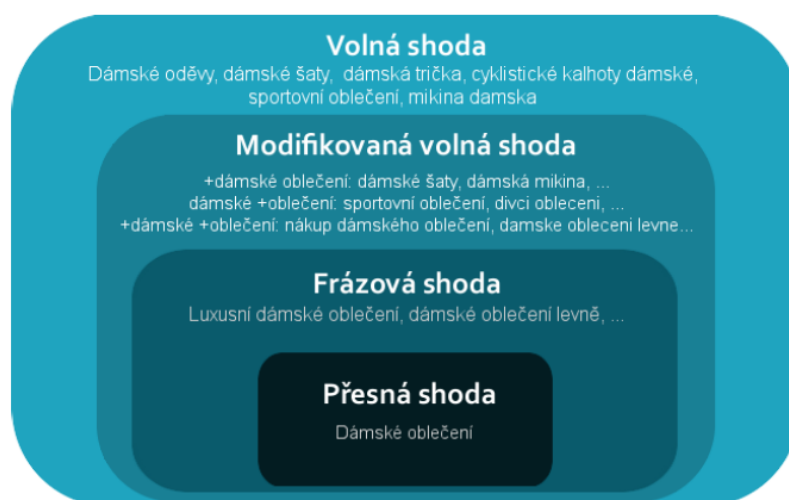 Volná shoda
Dámské oděvy, dámské šaty, dámská trička, cyklistické kalhoty dámské,
sportovní oblečení, mikina damska
Modifikovaná volná shoda
+dámské oblečení: dámské šaty, dámská mikina, ...
dámské +oblečení: sportovní oblečení, divci obleceni, ...
+dámské +oblečení: nákup dámského oblečení, damske obleceni levne...
Frázová shoda
Luxusní dámské oblečení, dámské oblečení levně, ...
Přesná shoda
Dámské oblečení